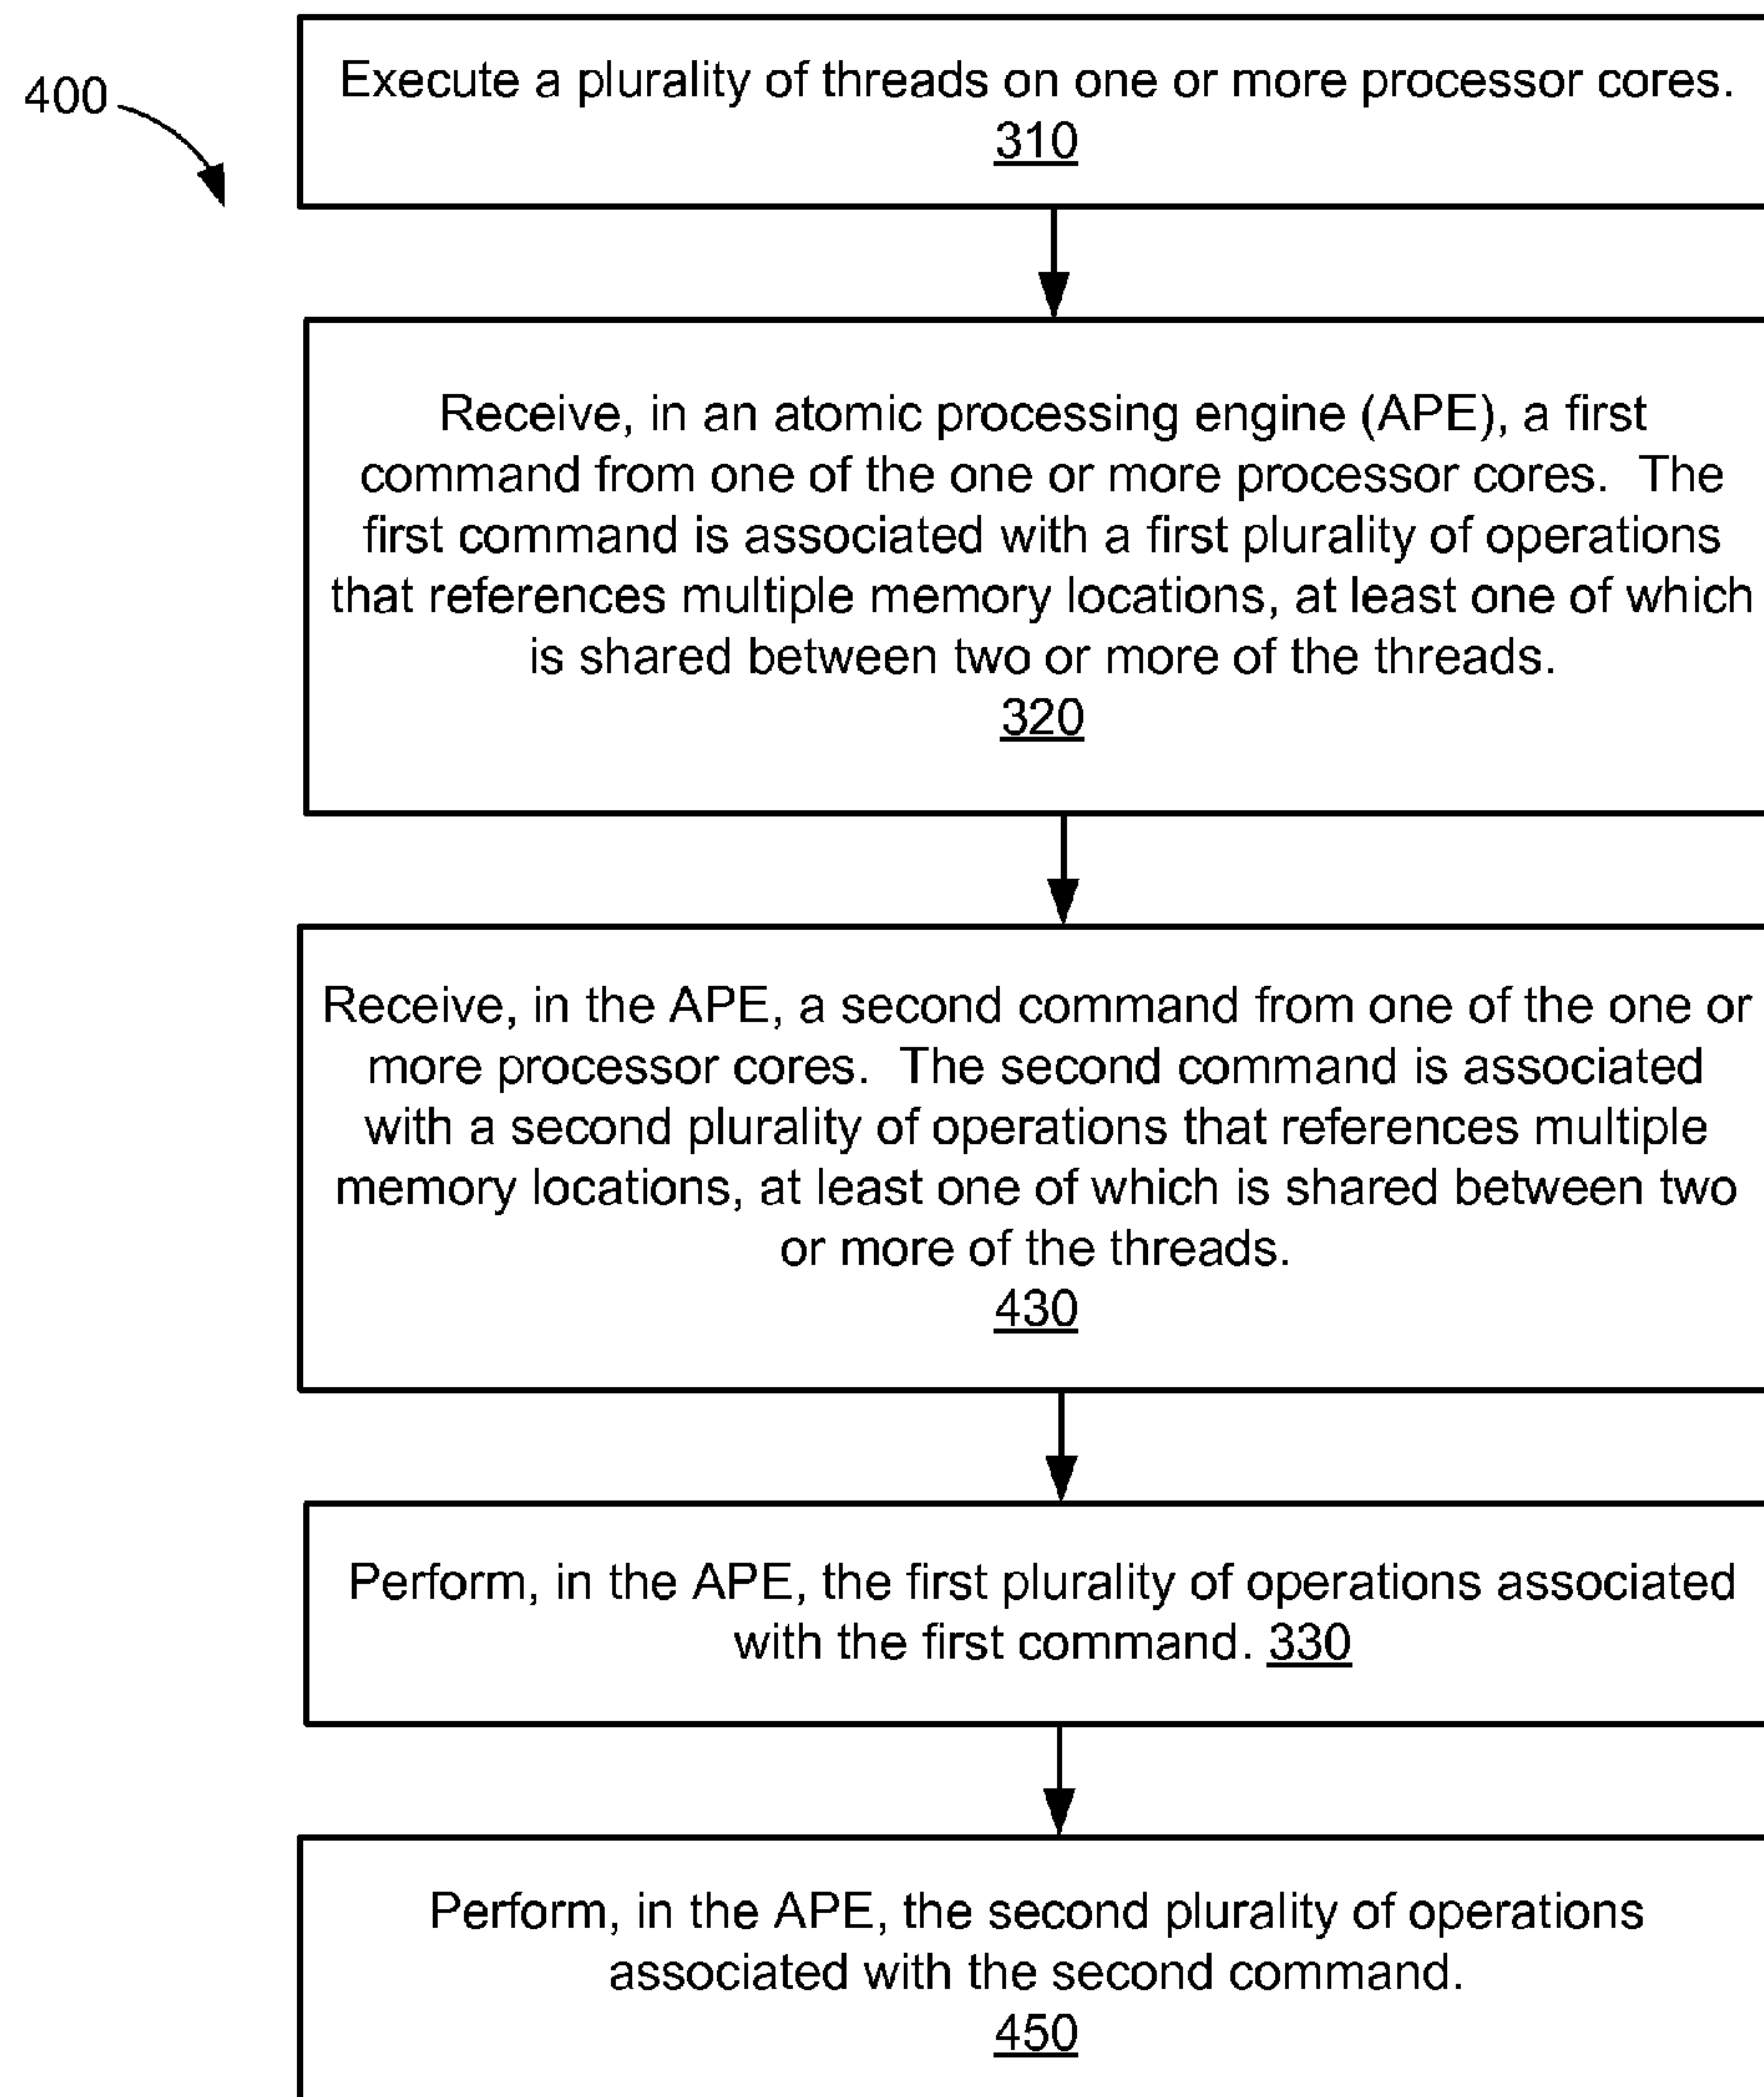 400
Execute a plurality of threads on one or more processor cores.
310
Receive, in an atomic processing engine (APE), a first
command from one of the one or more processor cores. The
first command is associated with a first plurality of operations
that references multiple memory locations, at least one of which
is shared between two or more of the threads.
320
Receive, in the APE, a second command from one of the one or
more processor cores. The second command is associated
with a second plurality of operations that references multiple
memory locations, at least one of which is shared between two
or more of the threads.
430
Perform, in the APE, the first plurality of operations associated
with the first command. 330
Perform, in the APE, the second plurality of operations
associated with the second command.
450